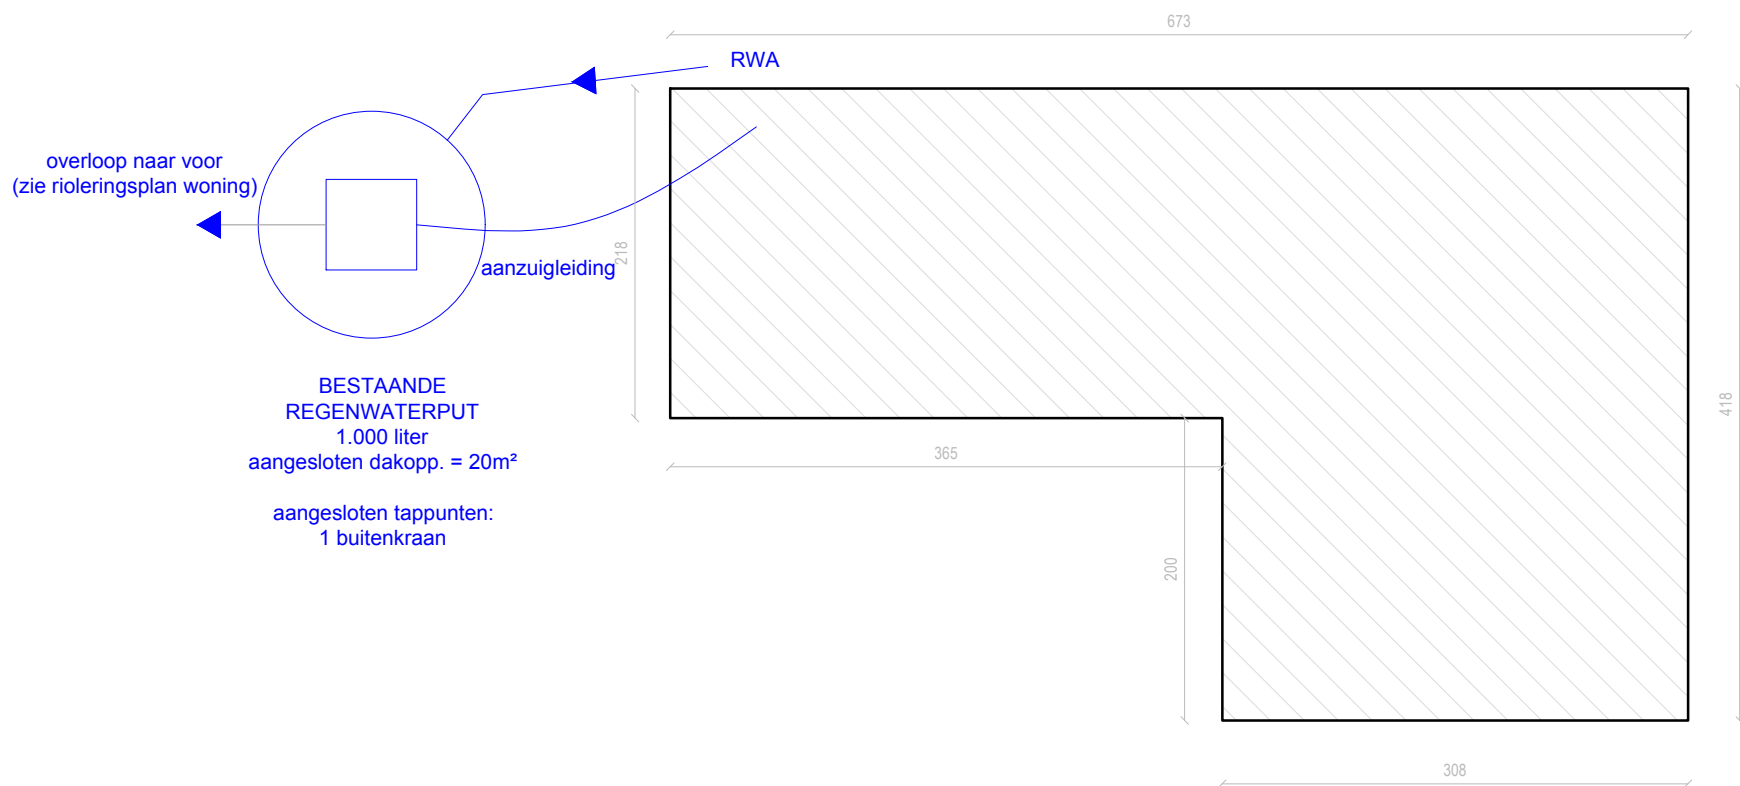 673
RWA
overloop naar voor
(zie rioleringsplan woning)
218
aanzuigleiding
BESTAANDE
REGENWATERPUT
1.000 liter
aangesloten dakopp. = 20m²
aangesloten tappunten:
1 buitenkraan
365
418
200
308